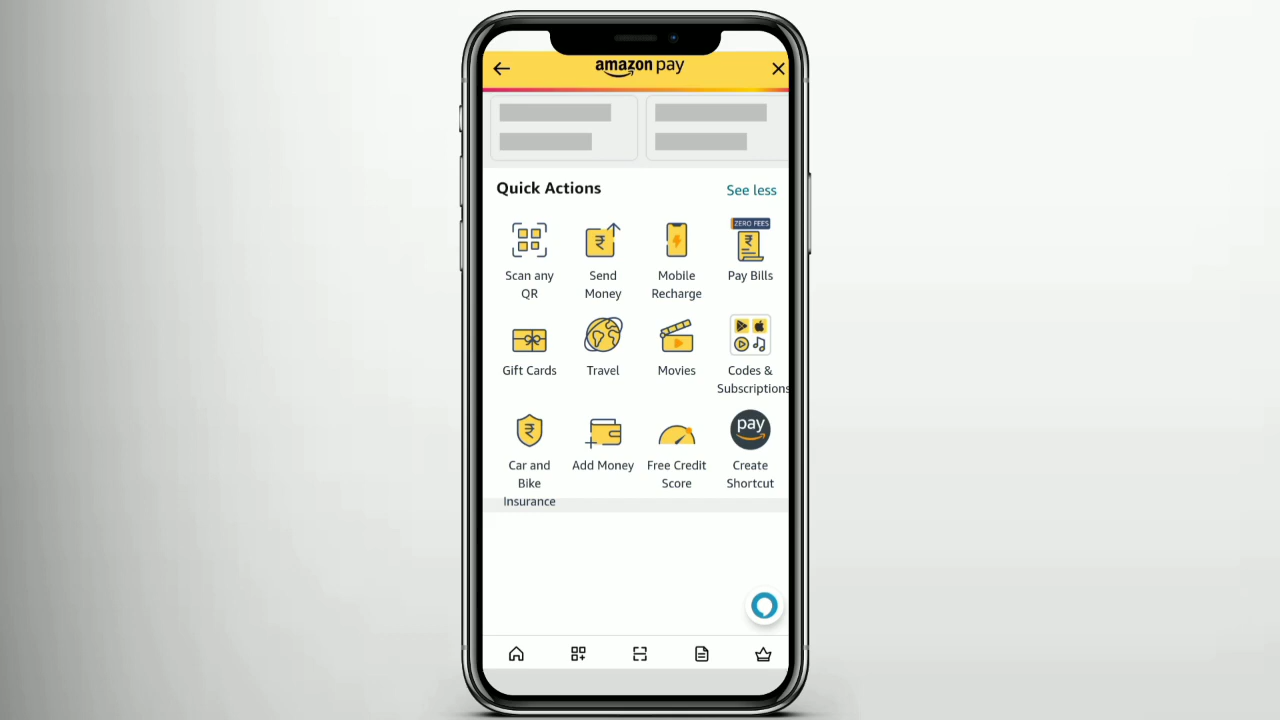 amazon pay
Quick Actions
See less
Scan any
QR
Send
Money
Mobile
Recharge
ZERO FEES
Pay Bills
Gift Cards
Travel
Movies
Codes &
Subscriptions
Car and
Bike
Insurance
Add Money
Free Credit
Score
pay
Create
Shortcut